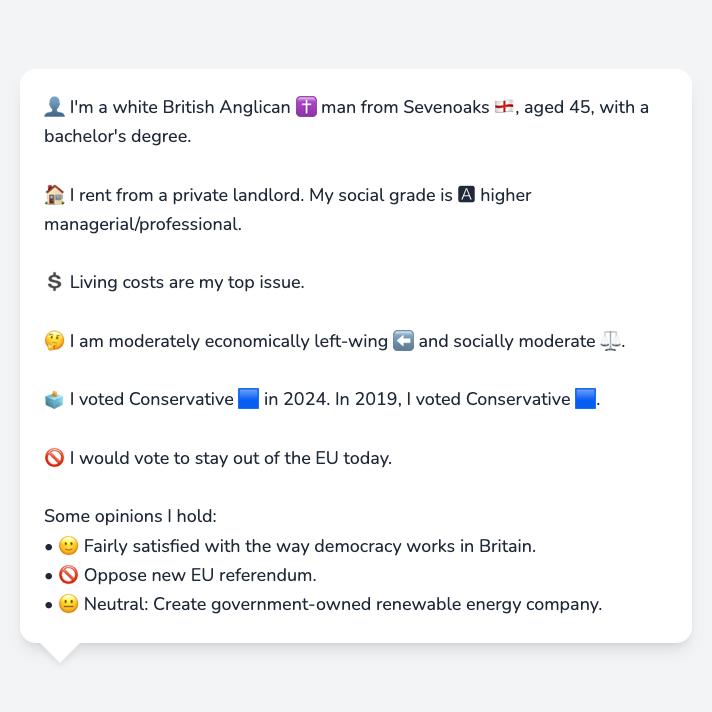 👤 I'm a white British Anglican ✝️ man from Sevenoaks 🏴󠁧󠁢󠁥󠁮󠁧󠁿, aged 45, with a
bachelor's degree.
🏠 I rent from a private landlord. My social grade is 🅰 higher
managerial/professional.
💲 Living costs are my top issue.
🤔 I am moderately economically left-wing ⬅️ and socially moderate ⚖️.
🗳️ I voted Conservative 🟦 in 2024. In 2019, I voted Conservative 🟦.
🚫 I would vote to stay out of the EU today.
Some opinions I hold:
• 🙂 Fairly satisfied with the way democracy works in Britain.
• 🚫 Oppose new EU referendum.
• 😐 Neutral: Create government-owned renewable energy company.